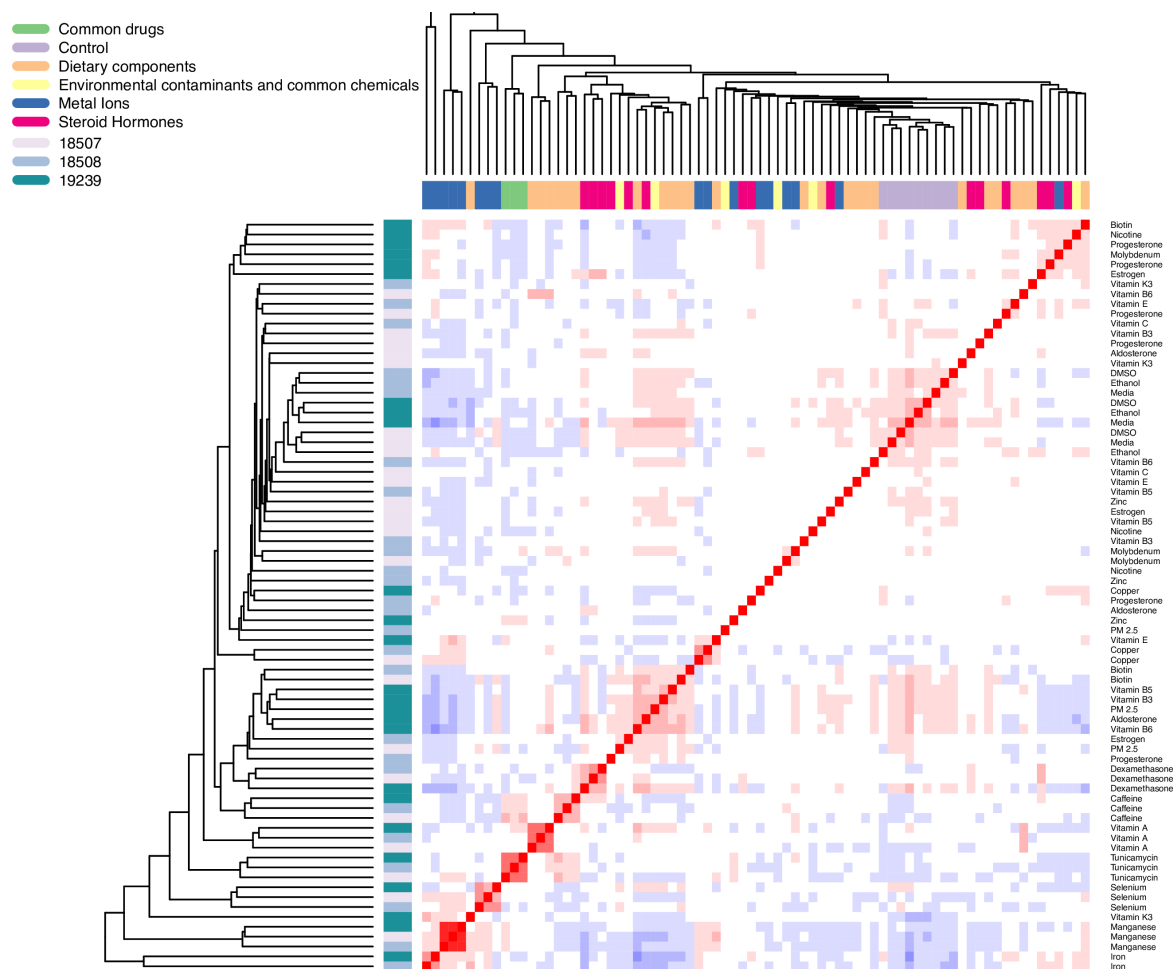 Common drugs
Control
Dietary components
Environmental contaminants and common chemicals
Metal Ions
Steroid Hormones
18507
18508
19239
Biotin
Nicotine
Progesterone
Molybdenum
Progesterone
Estrogen
Vitamin K3
Vitamin B6
Vitamin E
Progesterone
Vitamin C
Vitamin B3
Progesterone
Aldosterone
Vitamin K3
DMSO
Ethanol
Media
DMSO
Ethanol
Media
DMSO
Media
Ethanol
Vitamin B6
Vitamin C
Vitamin E
Vitamin B5
Zinc
Estrogen
Vitamin B5
Nicotine
Vitamin B3
Molybdenum
Molybdenum
Nicotine
Zinc
Copper
Progesterone
Aldosterone
Zinc
PM 2.5
Vitamin E
Copper
Copper
Biotin
Biotin
Vitamin B5
Vitamin B3
PM 2.5
Aldosterone
Vitamin B6
Estrogen
PM 2.5
Progesterone
Dexamethasone
Dexamethasone
Dexamethasone
Caffeine
Caffeine
Caffeine
Vitamin A
Vitamin A
Vitamin A
Tunicamycin
Tunicamycin
Tunicamycin
Selenium
Selenium
Selenium
Vitamin K3
Manganese
Manganese
Manganese
Iron
Iron